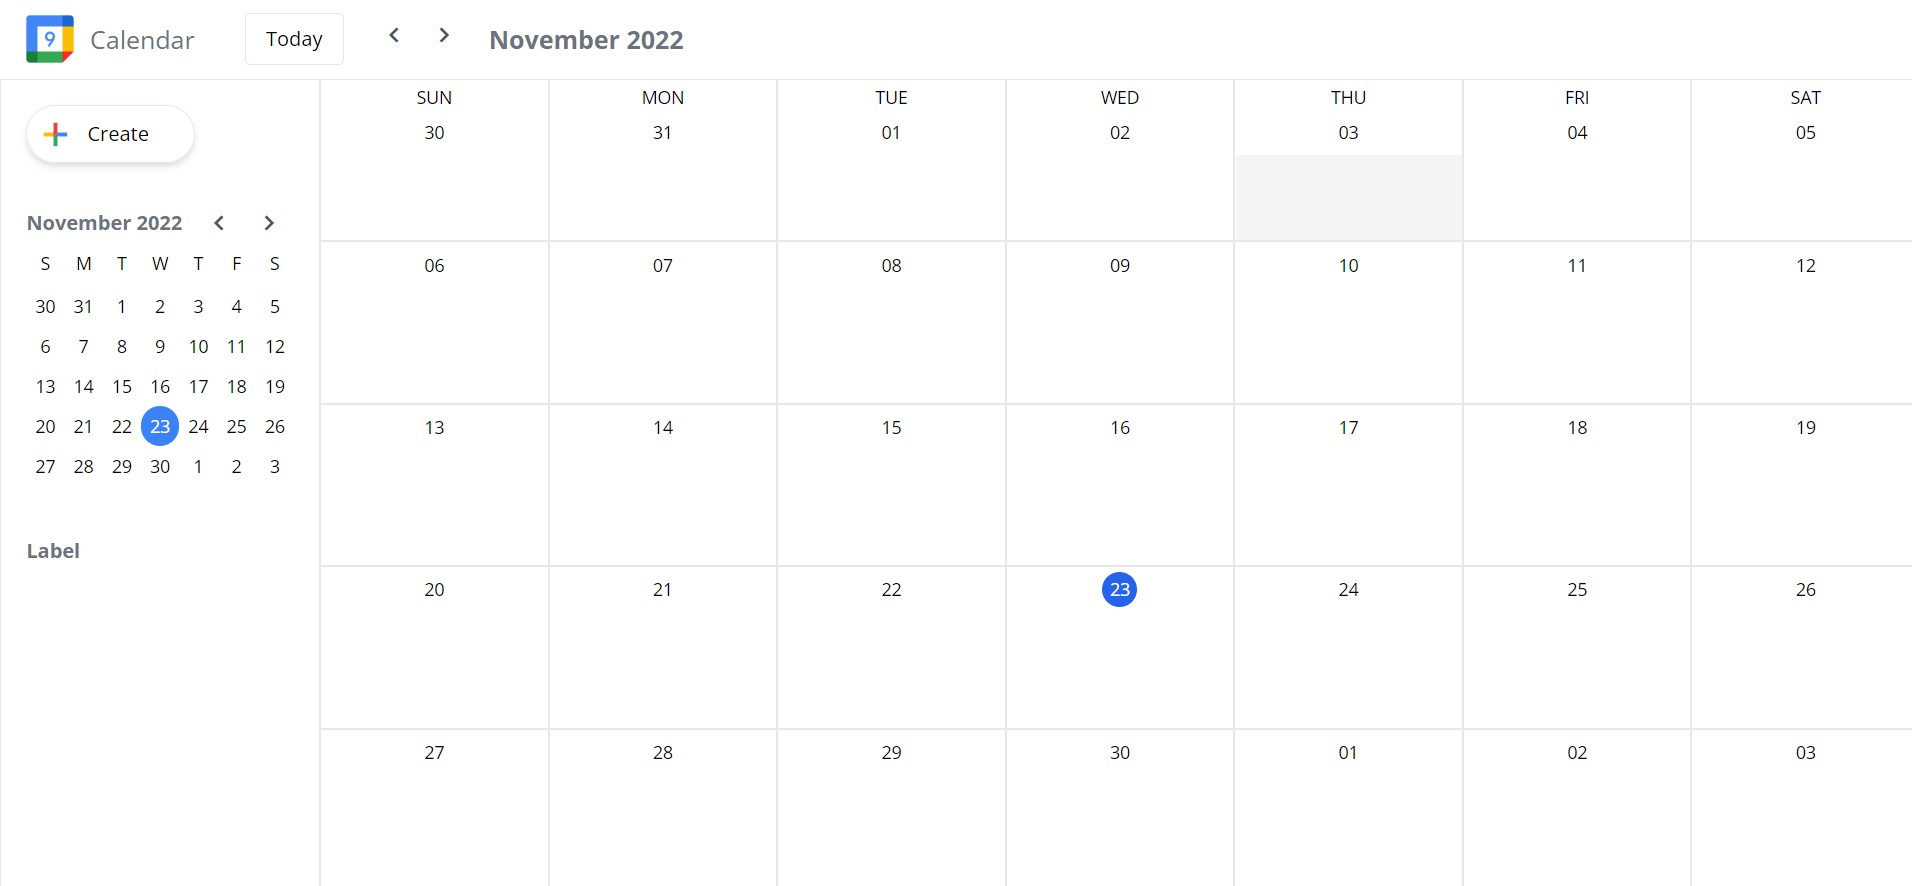 9 Calendar Today November 2022
Create
November 2022
S M T W T F S
30 31 1 2 3 4 5
6 7 8 9 10 11 12
13 14 15 16 17 18 19
20 21 22 23 24 25 26
27 28 29 30 1 2 3
Label
SUN MON TUE WED THU FRI SAT
30 31 01 02 03 04 05
06 07 08 09 10 11 12
13 14 15 16 17 18 19
20 21 22 23 24 25 26
27 28 29 30 01 02 03